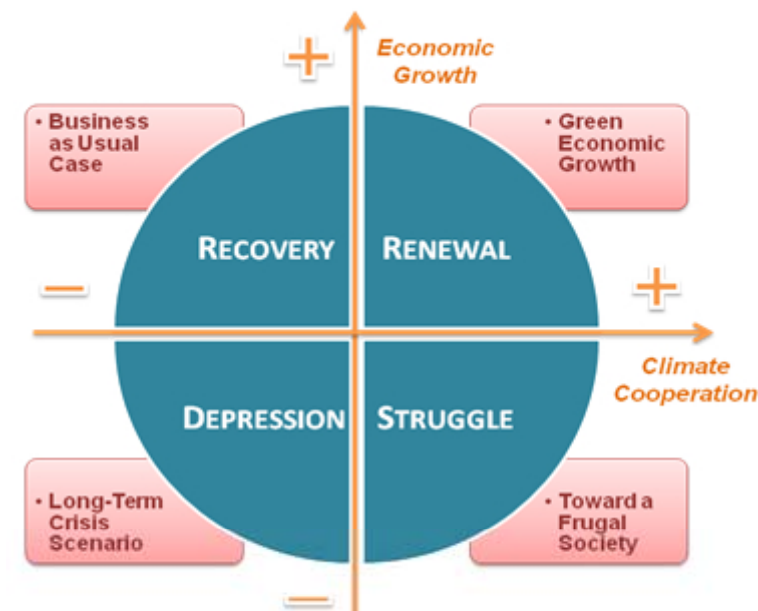 Economic
Growth
• Business
as Usual
Case
• Green
Economic
Growth
RECOVERY
RENEWAL
Climate
Cooperation
DEPRESSION
STRUGGLE
• Long-Term
Crisis
Scenario
• Toward a
Frugal
Society